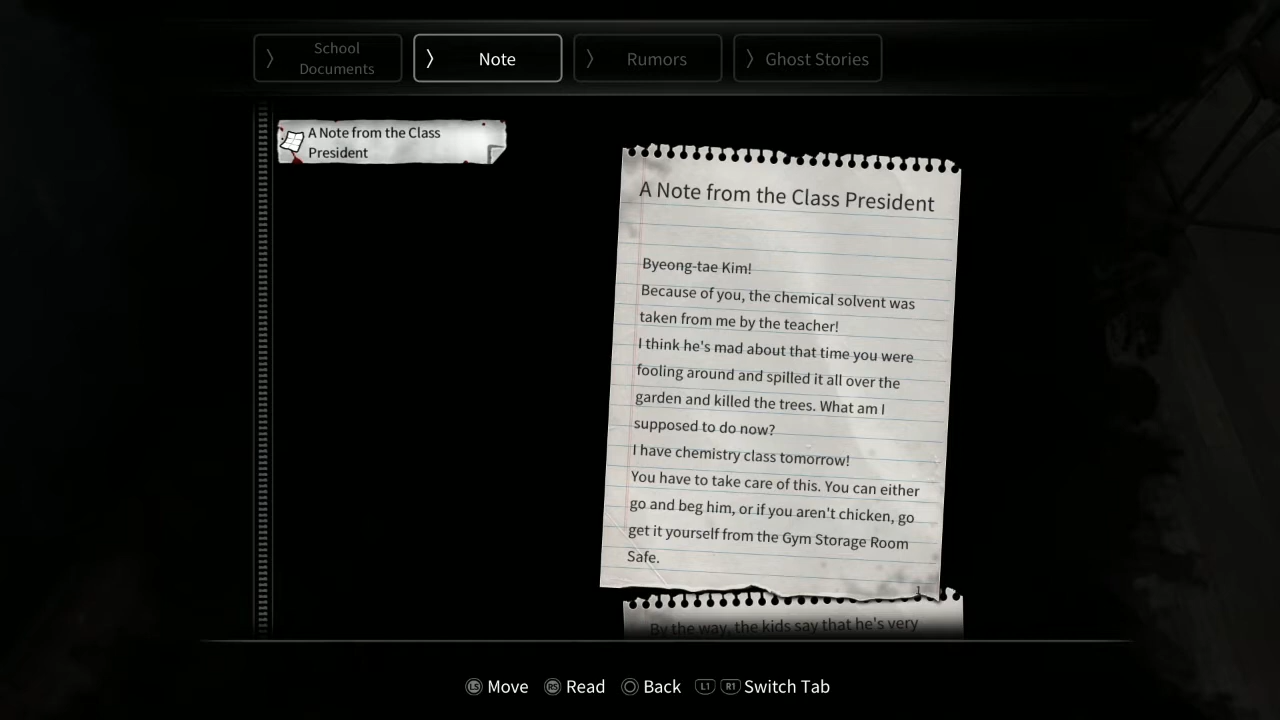 School
Documents
Note
Rumors
Ghost Stories
A Note from the Class
President
A Note from the Class President
Byeong-tae Kim!
Because of you, the chemical solvent was
taken from me by the teacher!
I think he's mad about that time you were
fooling around and spilled it all over the
garden and killed the trees. What am I
supposed to do now?
I have chemistry class tomorrow!
You have to take care of this. You can either
go and beg him, or if you aren't chicken, go
get it yourself from the Gym Storage Room
Safe.
1
By the way, the kids say that he's very
LS Move RS Read Back L1 R1 Switch Tab